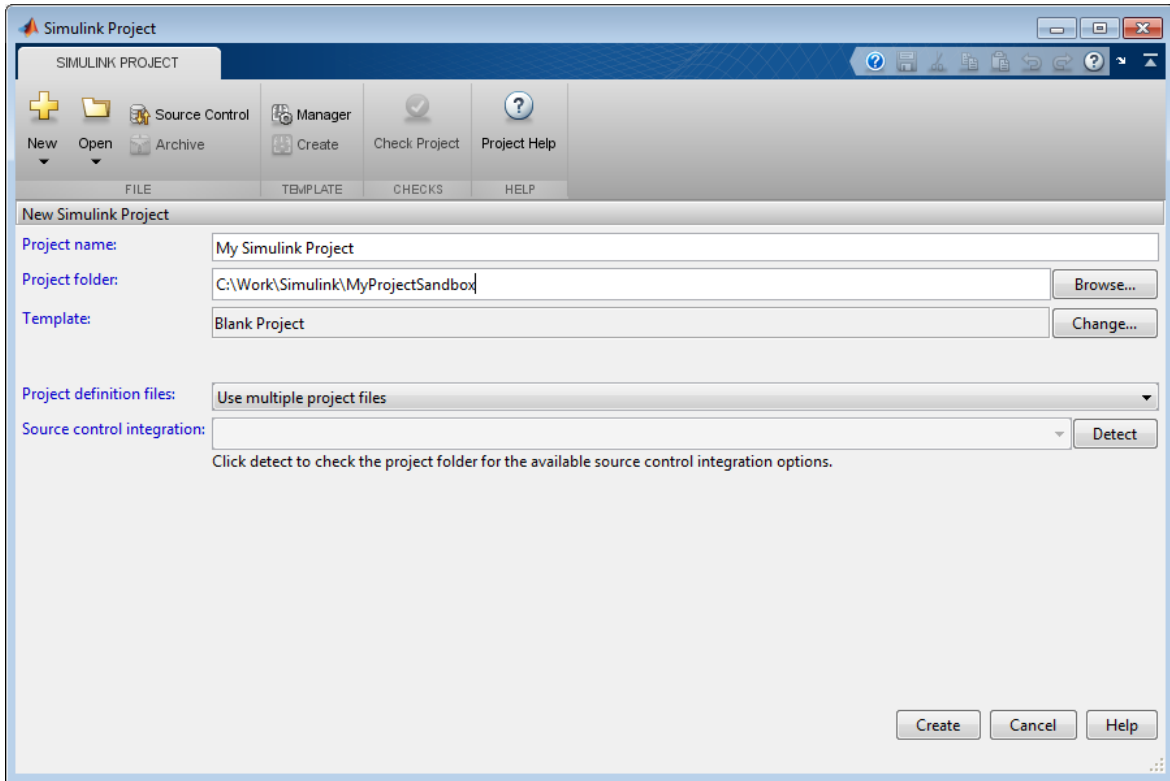 Simulink Project
SIMULINK PROJECT
New
Open
Source Control
Archive
Manager
Create
Check Project
Project Help
FILE
TEMPLATE
CHECKS
HELP
New Simulink Project
Project name:
My Simulink Project
Project folder:
C:\Work\Simulink\MyProjectSandbox
Browse...
Template:
Blank Project
Change...
Project definition files:
Use multiple project files
Source control integration:
Detect
Click detect to check the project folder for the available source control integration options.
Create
Cancel
Help